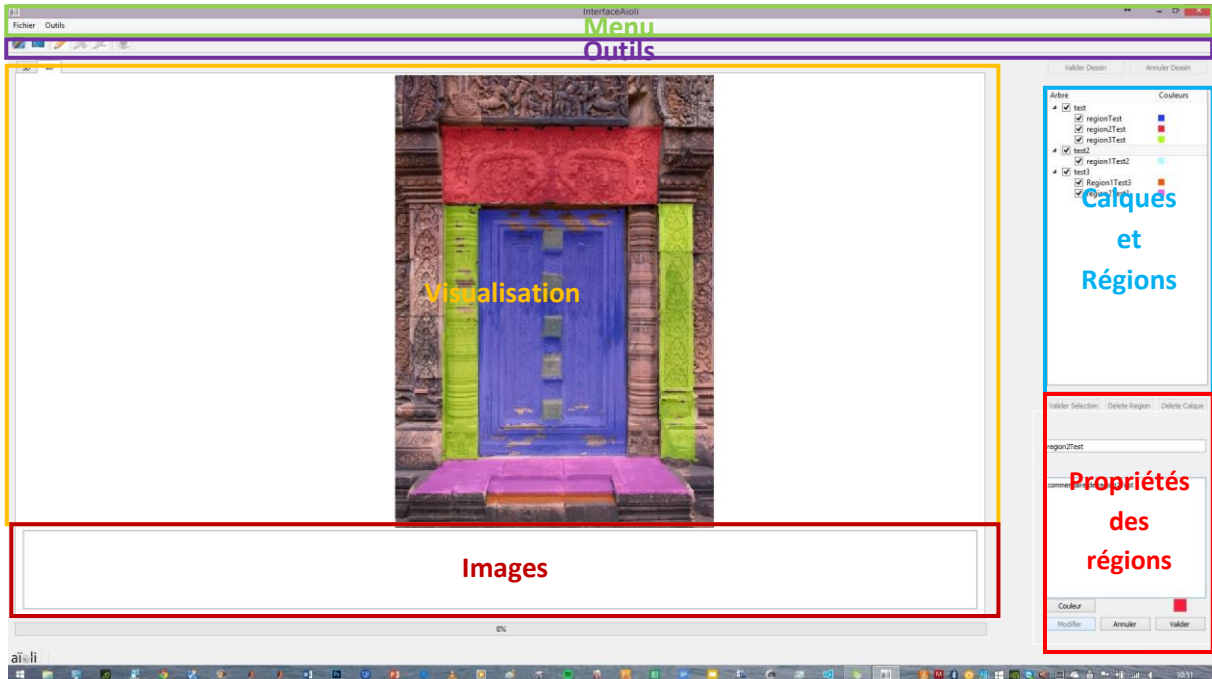 InterfaceAioli
Fichier Outils
Menu
Outils
Valider Dessin Annuler Dessin
Arbre Couleurs
test
regionTest
region2Test
region3Test
test2
region1Test2
test3
Region1Test3
Calques
et
Régions
Visualisation
Valider Selection Delete Region Delete Calque
region2Test
Propriétés
des
régions
Images
Couleur
Modifier Annuler Valider
0%
aïoli
10:51